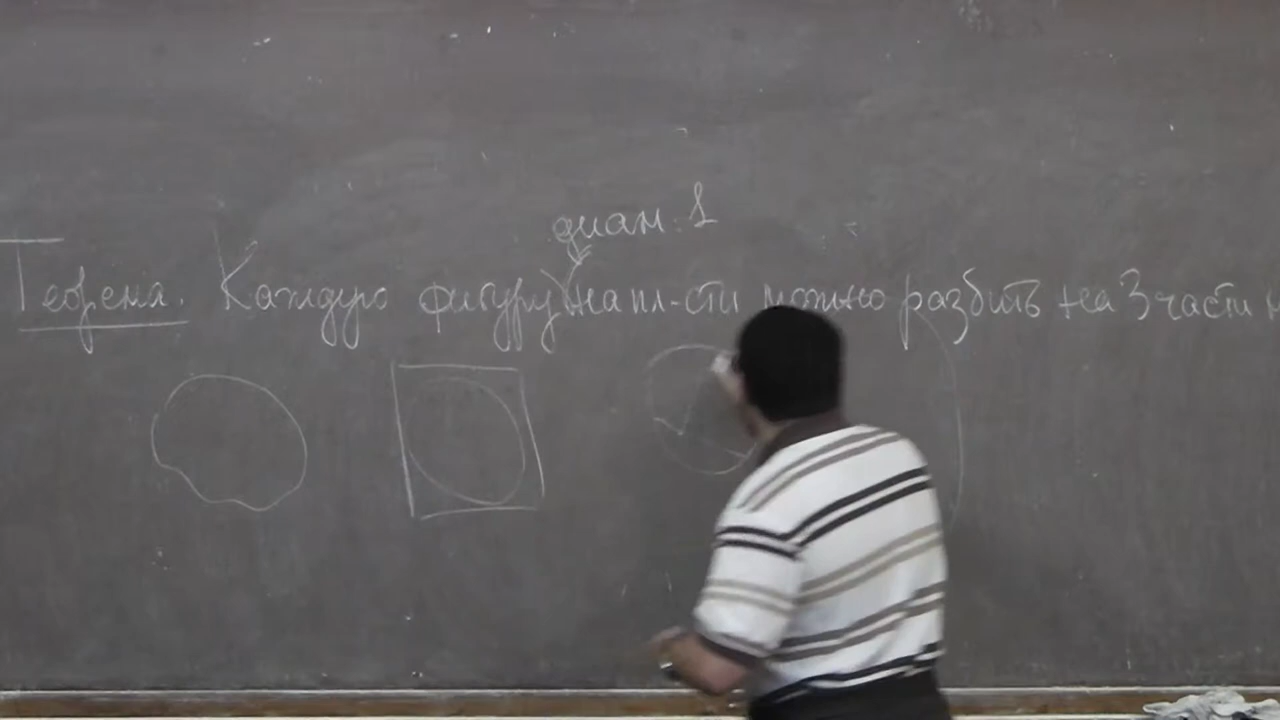 диам. 1
Теорема. Каждую фигуру на пл-сти можно разбить на 3 части